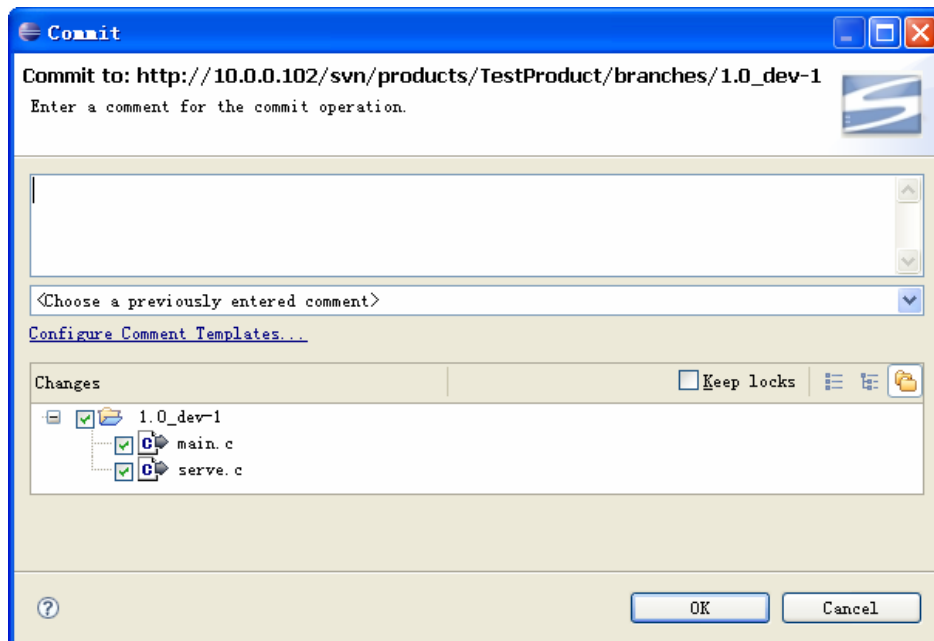 Commit
Commit to: http://10.0.0.102/svn/products/TestProduct/branches/1.0_dev-1
Enter a comment for the commit operation.
<Choose a previously entered comment>
Configure Comment Templates...
Changes Keep locks
1.0_dev-1
main.c
serve.c
OK Cancel